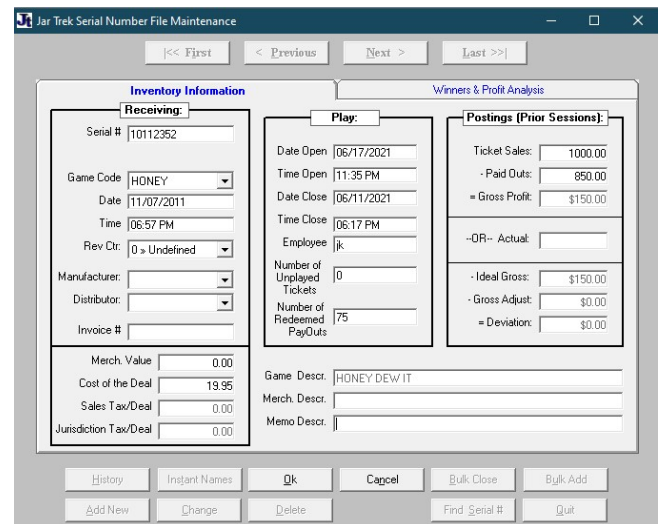 Jar Trek Serial Number File Maintenance
|<< First < Previous Next > Last >>|
Inventory Information
Winners & Profit Analysis
Receiving:
Serial # 10112352
Game Code HONEY
Date 11/07/2011
Time 06:57 PM
Rev Ctr: 0 » Undefined
Manufacturer:
Distributor:
Invoice #
Merch. Value 0.00
Cost of the Deal 19.95
Sales Tax/Deal 0.00
Jurisdiction Tax/Deal 0.00
Play:
Date Open 06/17/2021
Time Open 11:35 PM
Date Close 06/11/2021
Time Close 06:17 PM
Employee jk
Number of
Unplayed 0
Tickets
Number of
Redeemed 75
PayOuts
Postings (Prior Sessions):
Ticket Sales: 1000.00
- Paid Outs: 850.00
= Gross Profit: $150.00
--OR-- Actual:
- Ideal Gross: $150.00
- Gross Adjust: $0.00
= Deviation: $0.00
Game Descr. HONEY DEW IT
Merch. Descr.
Memo Descr.
History Instant Names Ok Cancel Bulk Close Bulk Add
Add New Change Delete Find Serial # Quit